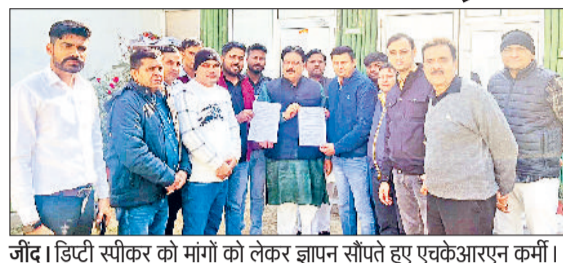 जींद। डिप्टी स्पीकर को मांगों को लेकर ज्ञापन सौंपते हुए एचकेआरएन कर्मी।